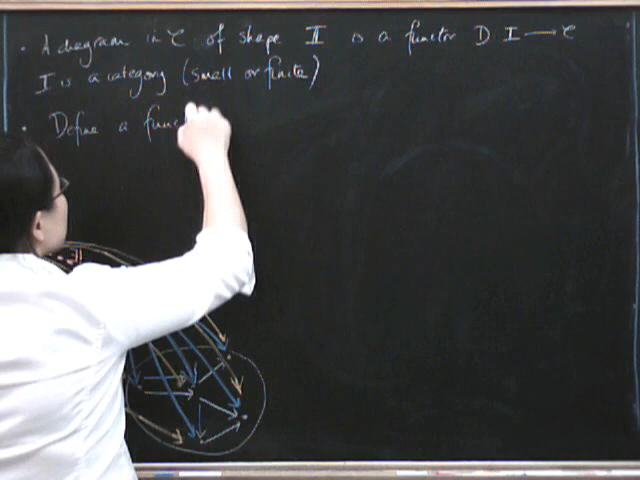 · A diagram in C of shape 𝕀 is a functor D 𝕀 → C
𝕀 is a category (small or finite)
· Define a func